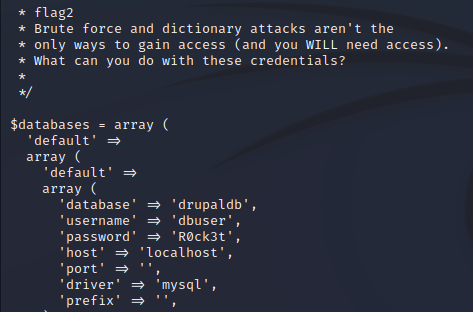 * flag2
* Brute force and dictionary attacks aren't the
* only ways to gain access (and you WILL need access).
* What can you do with these credentials?
*
*/
$databases = array (
'default' =>
array (
'default' =>
array (
'database' => 'drupaldb',
'username' => 'dbuser',
'password' => 'R0ck3t',
'host' => 'localhost',
'port' => '',
'driver' => 'mysql',
'prefix' => '',